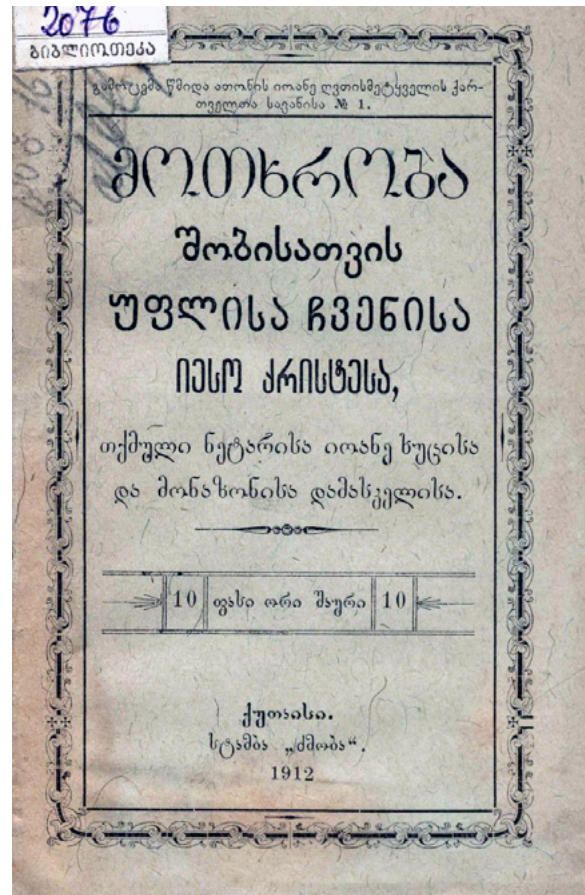 2076
ბიბლიოთეკა
გამოცემა წმიდა ათონის იოანე ღვთისმეტყველის ქარ-
თველთა სავანისა № 1.
მოთხრობა
შობისათვის
უფლისა ჩვენისა
იესო ქრისტესა,
თქმული ნეტარისა იოანე ხუცისა
და მონაზონისა დამასკელისა.
10 ფასი ორი შაური 10
ქუთაისი.
სტამბა „ძმობა“.
1912